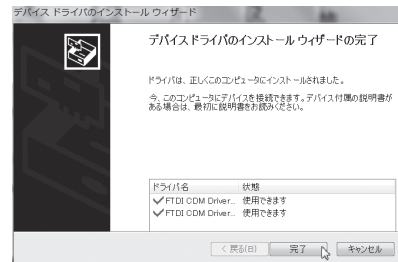 デバイス ドライバのインストール ウィザード
デバイスドライバのインストール ウィザードの完了
ドライバは、正しくこのコンピュータにインストールされました。
今、このコンピュータにデバイスを接続できます。デバイス付属の説明書が
ある場合は、最初に説明書をお読みください。
ドライバ名 状態
FTDI CDM Driver... 使用できます
FTDI CDM Driver... 使用できます
< 戻る(B) 完了 キャンセル